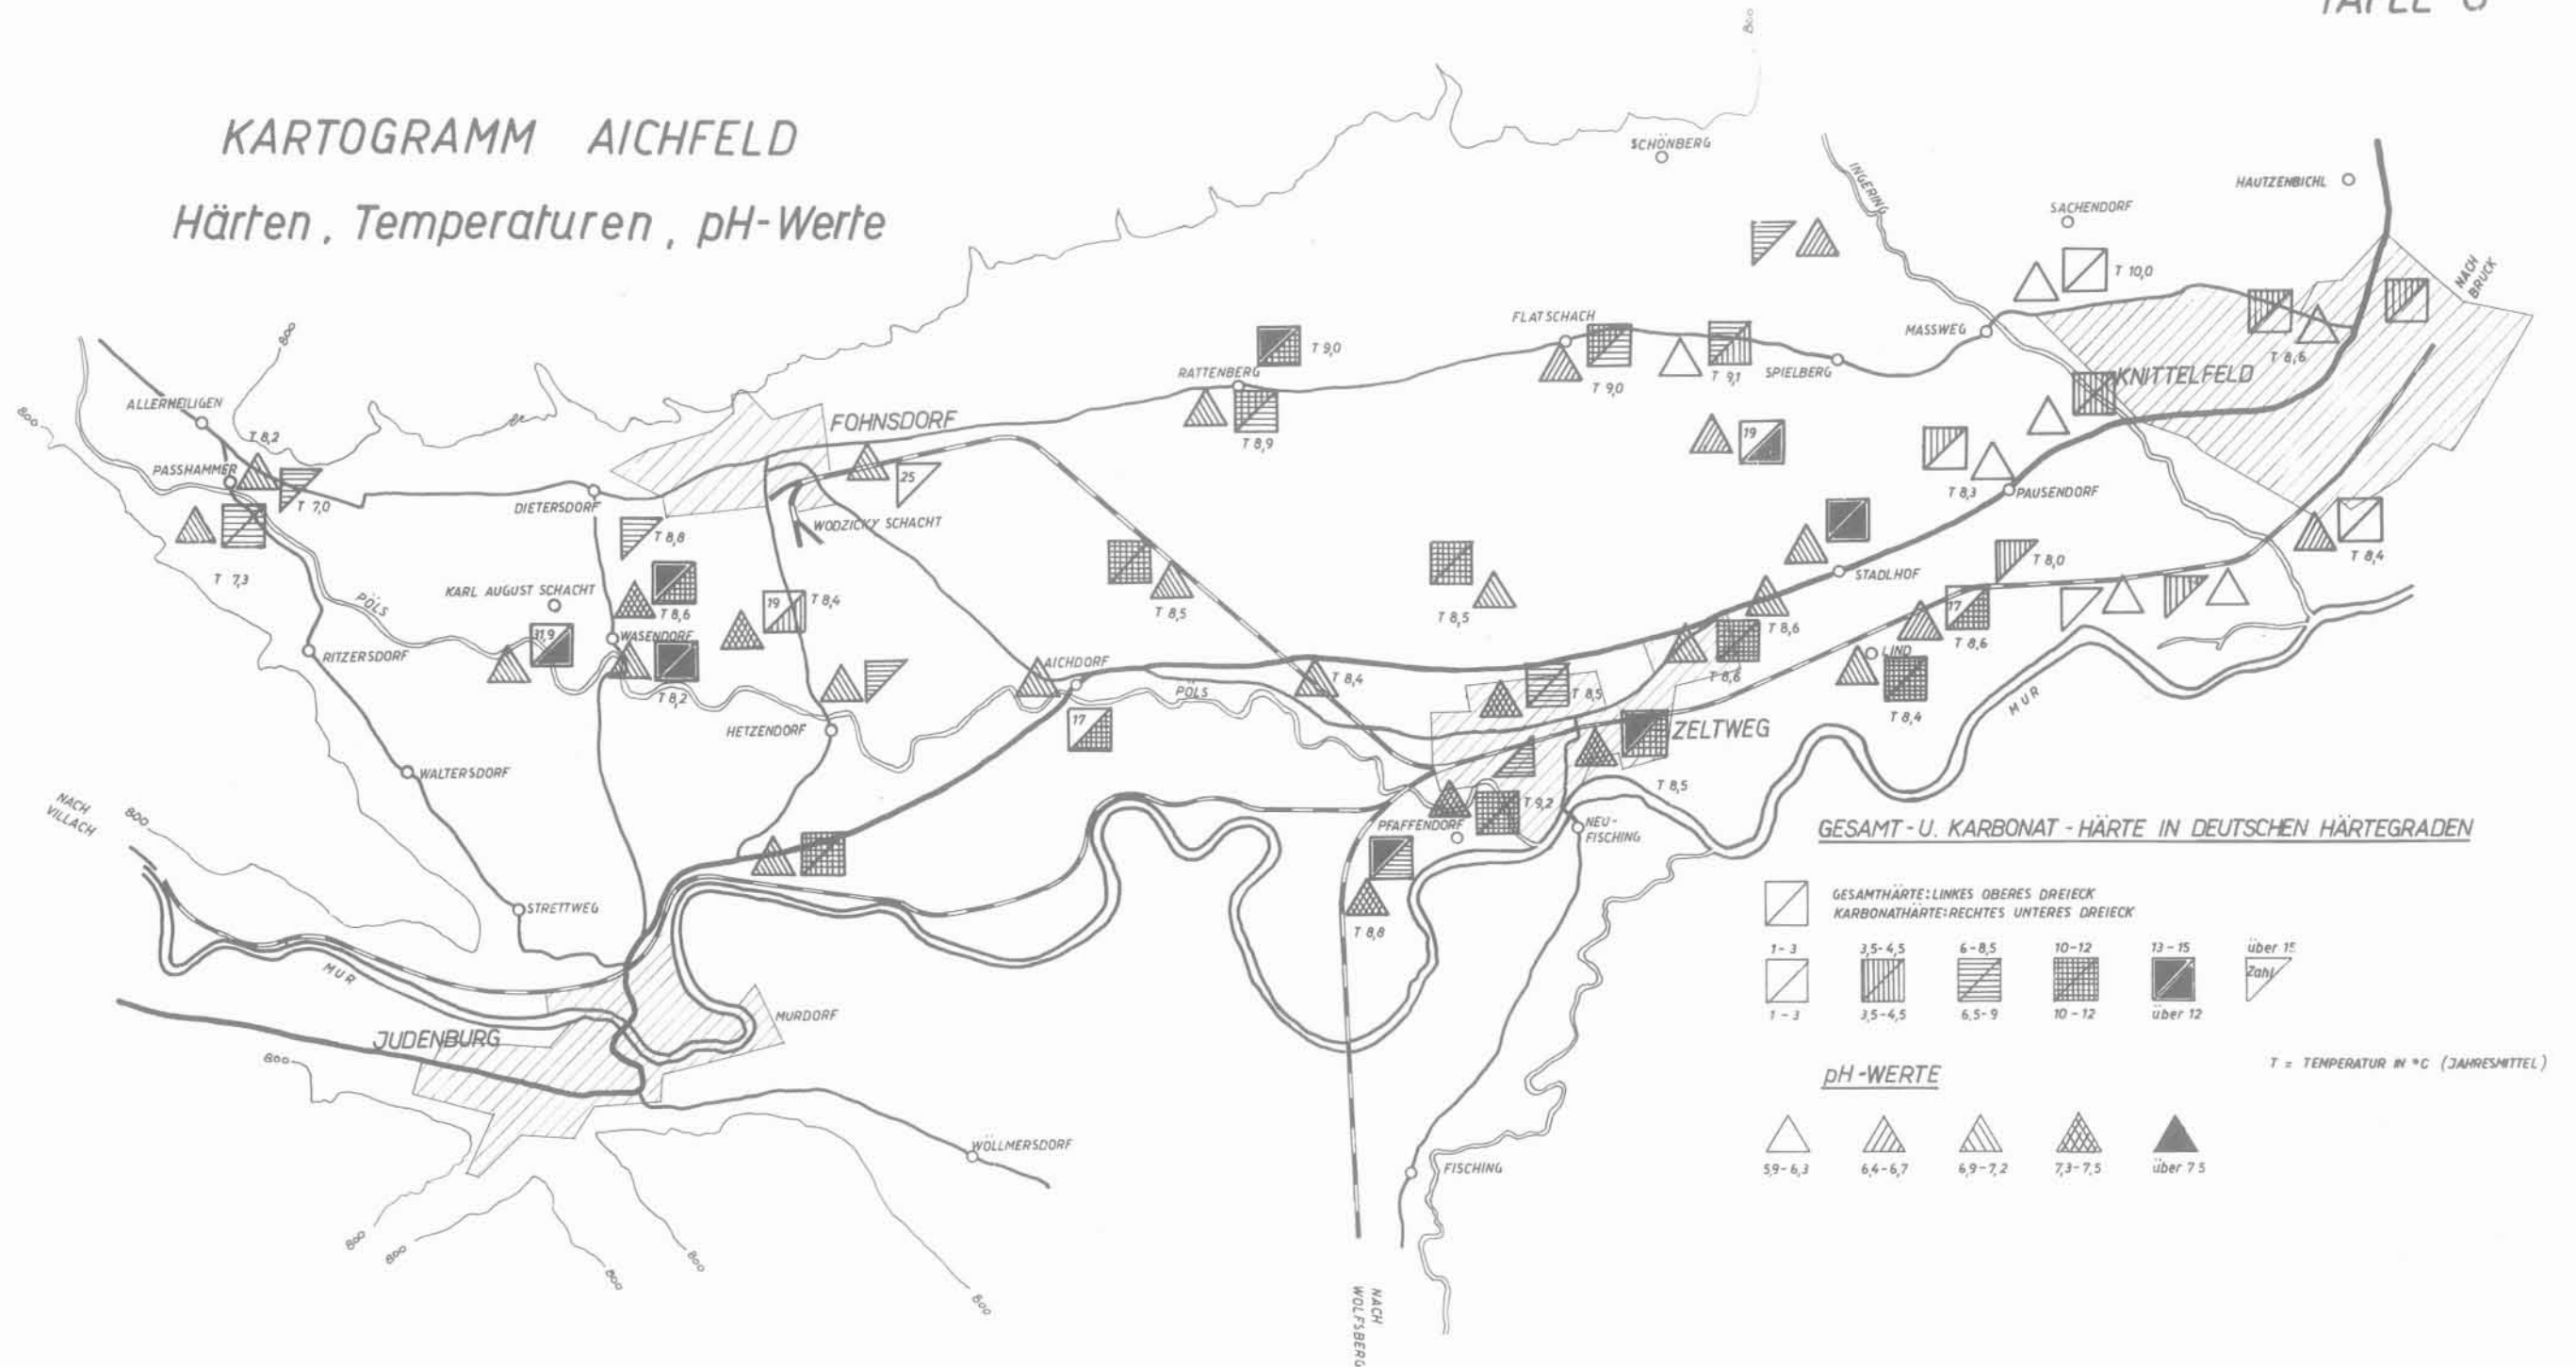 KARTOGRAMM AICHFELD
Härten, Temperaturen, pH-Werte
800
SCHÖNBERG
INGERING
HAUTZENBICHL
SACHENDORF
T 10,0
NACH
BRUCK
800
FLATSCHACH
MASSWEG
T 8,6
T 9,0
RATTENBERG
T 9,0
T 9,1
SPIELBERG
KNITTELFELD
800
ALLERHEILIGEN
FOHNSDORF
T 8,9
19
T 8,2
PASSHAMMER
T 7,0
25
T 8,3
PAUSENDORF
DIETERSDORF
WODZICKY SCHACHT
T 8,8
T 8,4
STADLHOF
T 8,0
T 7,3
KARL AUGUST SCHACHT
PÖLS
T 8,6
19
T 8,4
T 8,5
T 8,5
T 8,6
17
T 8,6
31,9
WASENDORF
RITZERSDORF
T 8,2
AICHDORF
T 8,4
PÖLS
T 8,5
T 8,6
LIND
T 8,4
MUR
HETZENDORF
17
ZELTWEG
WALTERSDORF
T 8,5
NACH
VILLACH
800
T 9,2
PFAFFENDORF
NEU-
FISCHING
GESAMT-U. KARBONAT-HÄRTE IN DEUTSCHEN HÄRTEGRADEN
STRETTWEG
T 8,8
GESAMTHÄRTE: LINKES OBERES DREIECK
KARBONATHÄRTE: RECHTES UNTERES DREIECK
1-3 3,5-4,5 6-8,5 10-12 13-15 über 15
Zahl
1-3 3,5-4,5 6,5-9 10-12 über 12
MUR
MURDORF
JUDENBURG
800
T = TEMPERATUR IN °C (JAHRESMITTEL)
pH-WERTE
5,9-6,3 6,4-6,7 6,9-7,2 7,3-7,5 über 7 5
WÖLLMERSDORF
FISCHING
800
800
800
800
800
NACH
WOLFSBERG